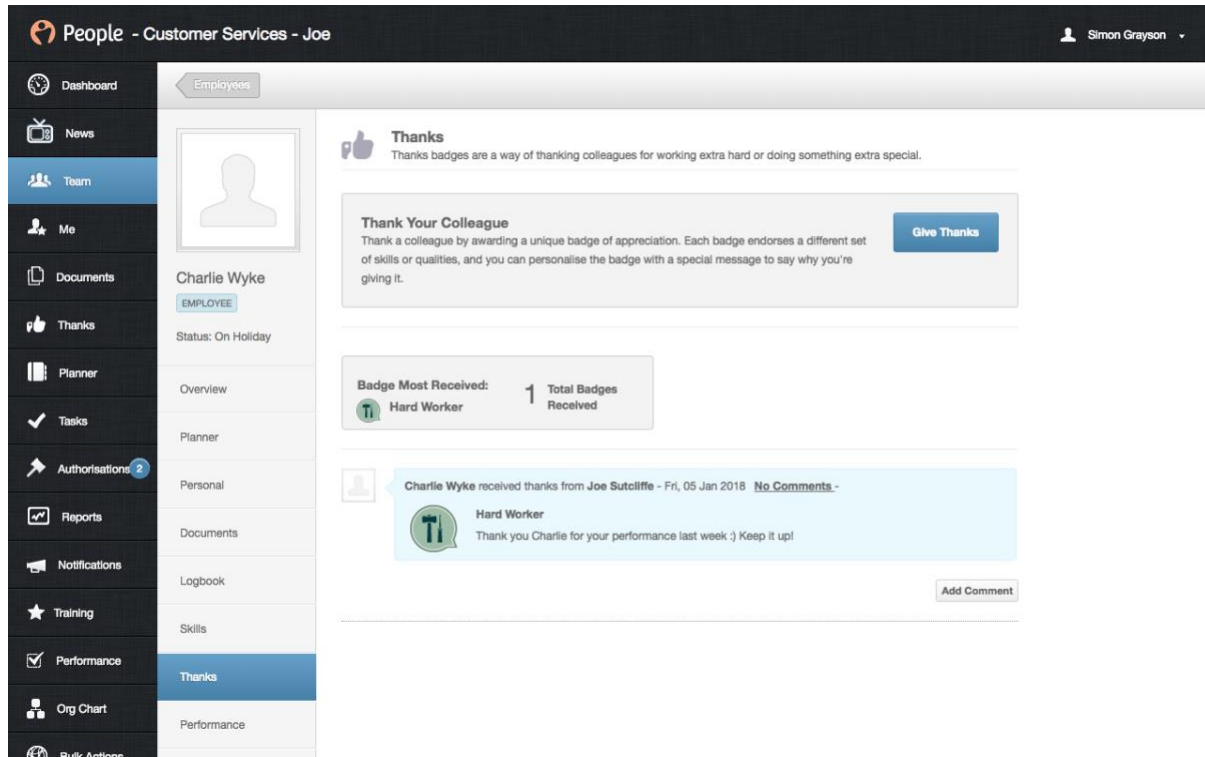 People - Customer Services - Joe
Simon Grayson
Dashboard
News
Team
Me
Documents
Thanks
Planner
Tasks
Authorisations 2
Reports
Notifications
Training
Performance
Org Chart
Bulk Actions
Employees
Charlie Wyke
EMPLOYEE
Status: On Holiday
Overview
Planner
Personal
Documents
Logbook
Skills
Thanks
Performance
Thanks
Thanks badges are a way of thanking colleagues for working extra hard or doing something extra special.
Thank Your Colleague
Thank a colleague by awarding a unique badge of appreciation. Each badge endorses a different set
of skills or qualities, and you can personalise the badge with a special message to say why you're
giving it.
Give Thanks
Badge Most Received:
Hard Worker
1 Total Badges
Received
Charlie Wyke received thanks from Joe Sutcliffe - Fri, 05 Jan 2018 No Comments -
Hard Worker
Thank you Charlie for your performance last week :) Keep it up!
Add Comment